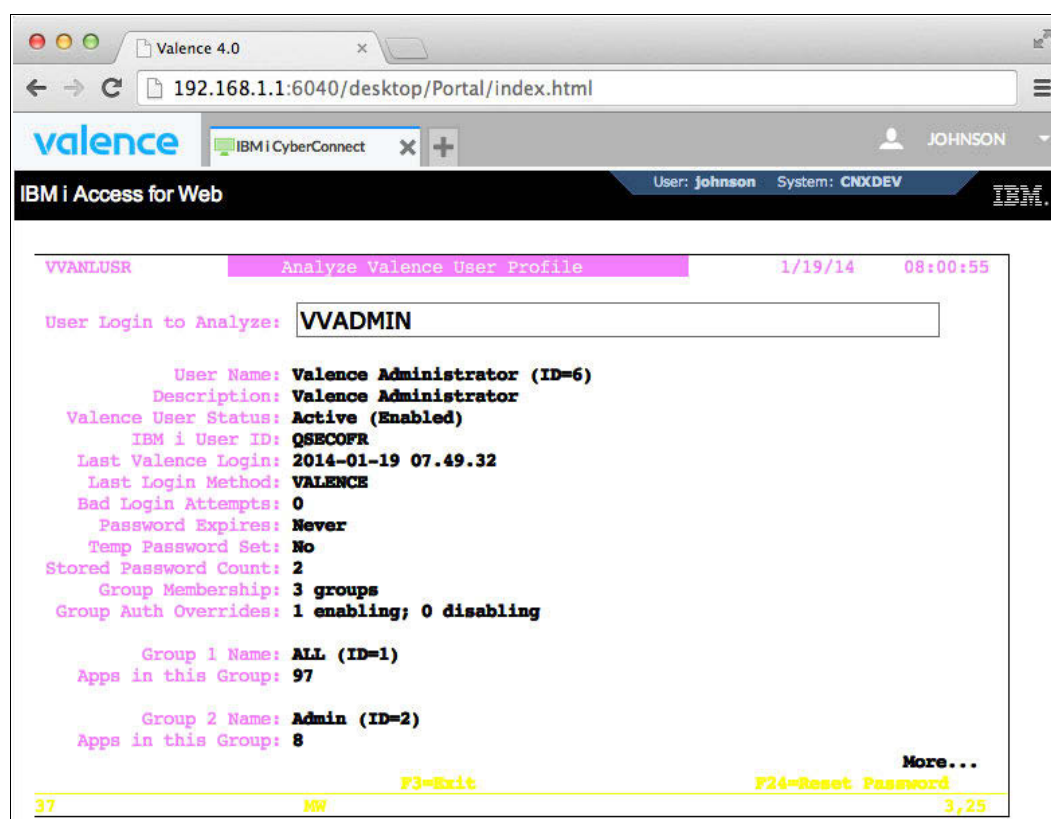 Valence 4.0
192.168.1.1:6040/desktop/Portal/index.html
valence IBM i CyberConnect JOHNSON
IBM i Access for Web User: johnson System: CNXDEV IBM.
VVANLUSR Analyze Valence User Profile 1/19/14 08:00:55
User Login to Analyze: VVADMIN
User Name: Valence Administrator (ID=6)
Description: Valence Administrator
Valence User Status: Active (Enabled)
IBM i User ID: QSECOFR
Last Valence Login: 2014-01-19 07.49.32
Last Login Method: VALENCE
Bad Login Attempts: 0
Password Expires: Never
Temp Password Set: No
Stored Password Count: 2
Group Membership: 3 groups
Group Auth Overrides: 1 enabling; 0 disabling
Group 1 Name: ALL (ID=1)
Apps in this Group: 97
Group 2 Name: Admin (ID=2)
Apps in this Group: 8
More...
F3=Exit F24=Reset Password
37 MW 3,25